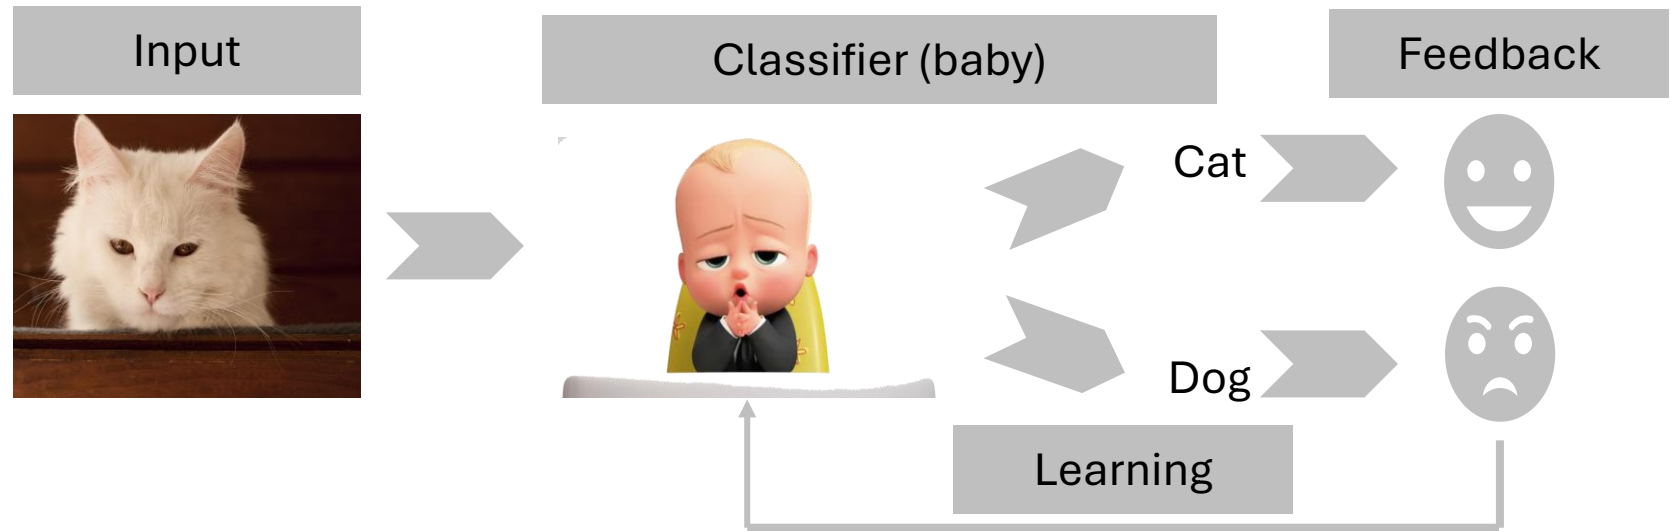 Input
Classifier (baby)
Feedback
Cat
Dog
Learning